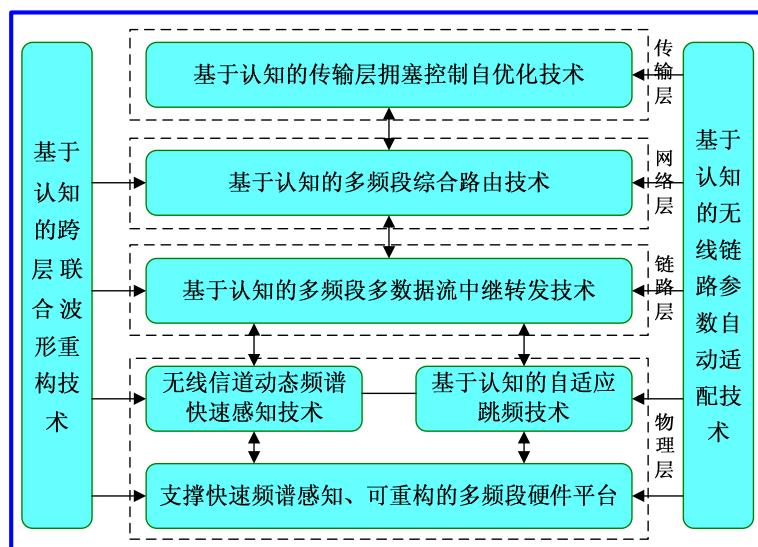 基于
认知
的跨
层 联
合 波
形重
构技
术
基于认知的传输层拥塞控制自优化技术
传
输
层
基于认知的多频段综合路由技术
网
络
层
基于认知的多频段多数据流中继转发技术
链
路
层
无线信道动态频谱
快速感知技术
基于认知的自适应
跳频技术
支撑快速频谱感知、可重构的多频段硬件平台
物
理
层
基于
认知
的无
线链
路参
数自
动适
配技
术